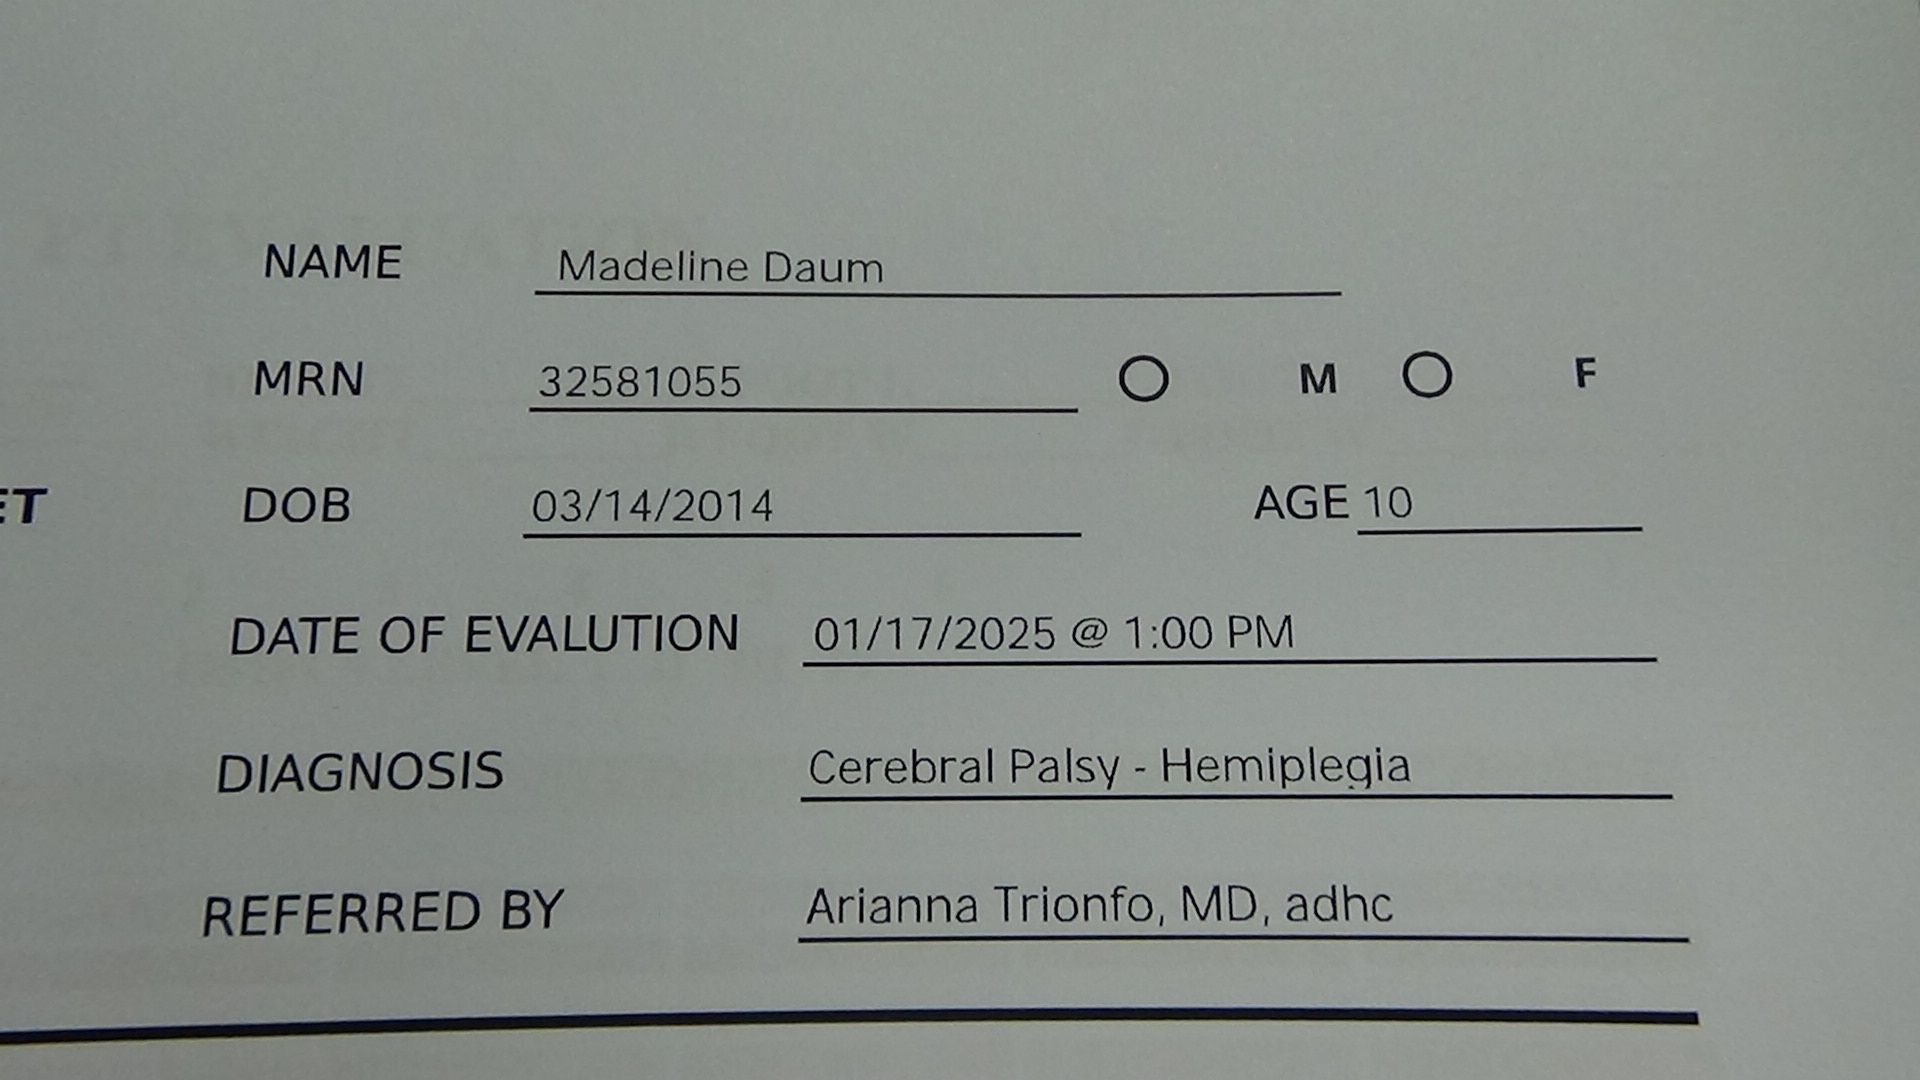 NAME Madeline Daum
MRN 32581055 M F
ET DOB 03/14/2014 AGE 10
DATE OF EVALUTION 01/17/2025 @ 1:00 PM
DIAGNOSIS Cerebral Palsy - Hemiplegia
REFERRED BY Arianna Trionfo, MD, adhc